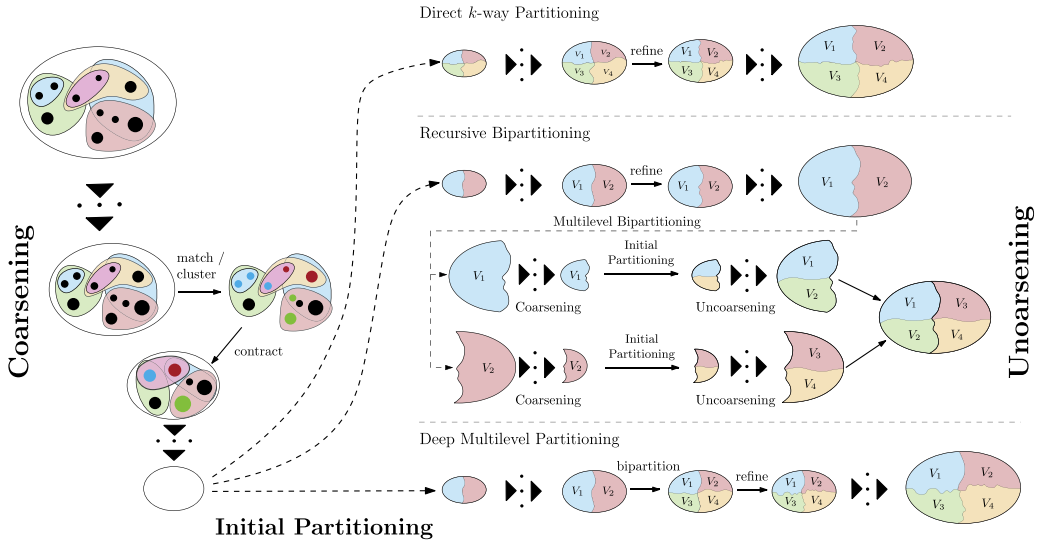 Direct k-way Partitioning
V1
V2
V3
V4
refine
V1
V2
V3
V4
V1
V2
V3
V4
Recursive Bipartitioning
V1
V2
refine
V1
V2
V1
V2
Multilevel Bipartitioning
V1
Coarsening
V1
Initial
Partitioning
Uncoarsening
V1
V2
V2
Coarsening
V2
Initial
Partitioning
Uncoarsening
V3
V4
V1
V3
V2
V4
Deep Multilevel Partitioning
V1
V2
bipartition
V1
V2
V3
V4
refine
V1
V2
V3
V4
V1
V2
V3
V4
Coarsening
match /
cluster
contract
Initial Partitioning
Unoarsening